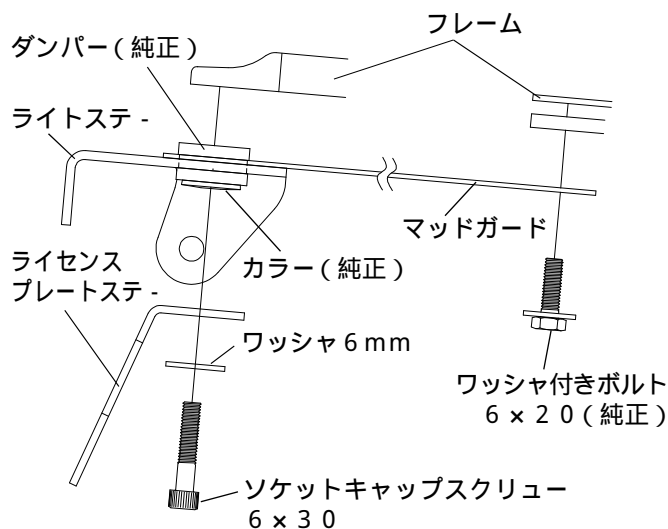 フレーム
ダンパー(純正)
ライトステ-
マッドガード
カラー(純正)
ライセンス
プレートステ-
ワッシャ6mm
ワッシャ付きボルト
6×20(純正)
ソケットキャップスクリュー
6×30